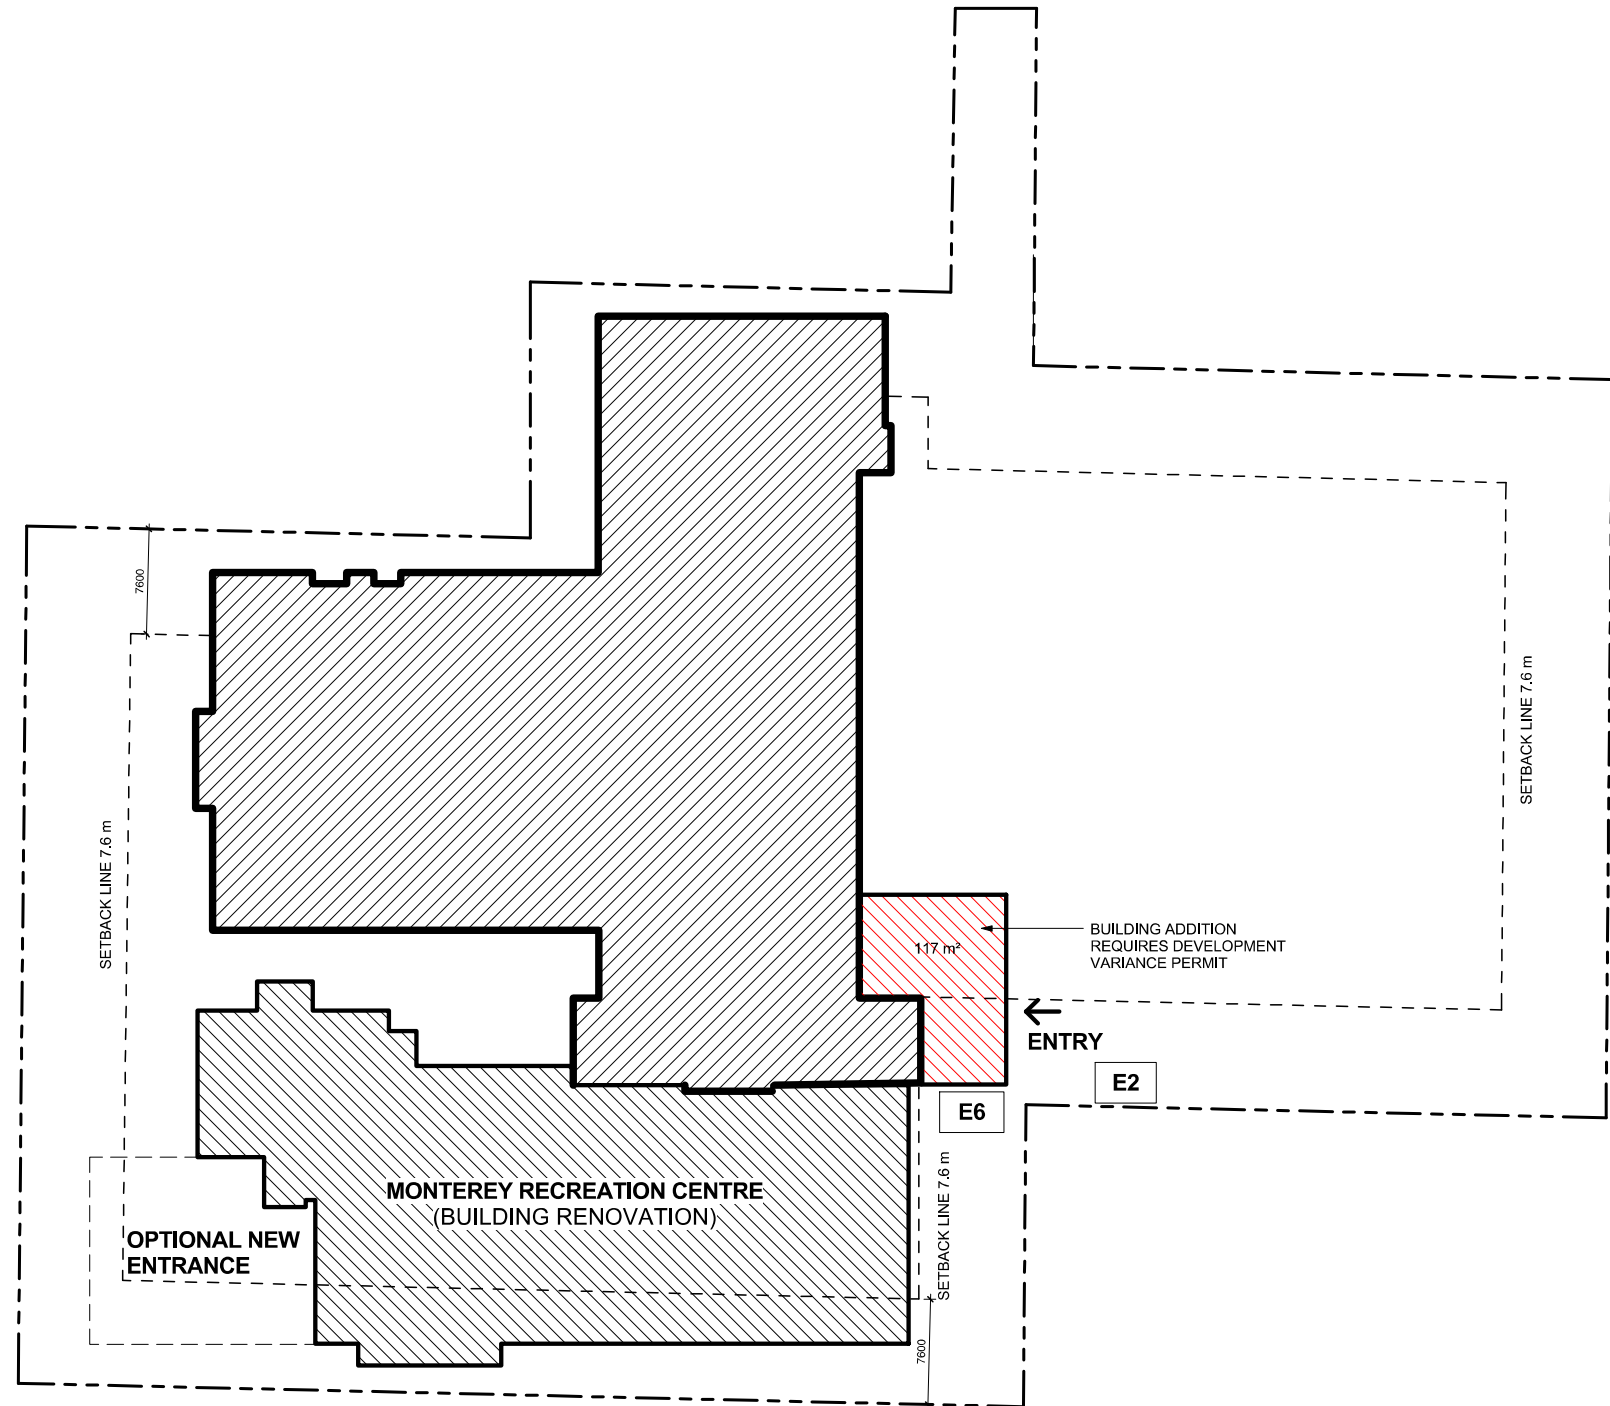 7600
SETBACK LINE 7.6 m
SETBACK LINE 7.6 m
117 m²
BUILDING ADDITION
REQUIRES DEVELOPMENT
VARIANCE PERMIT
ENTRY
E2
E6
MONTEREY RECREATION CENTRE
(BUILDING RENOVATION)
OPTIONAL NEW
ENTRANCE
SETBACK LINE 7.6 m
7600